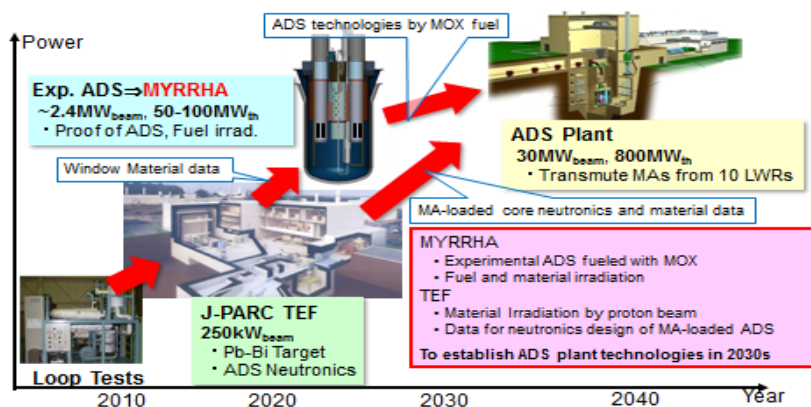 Power
ADS technologies by MOX fuel
Exp. ADS⇒MYRRHA
~2.4MWbeam, 50-100MWth
• Proof of ADS, Fuel irrad.
ADS Plant
30MWbeam, 800MWth
• Transmute MAs from 10 LWRs
Window Material data
MA-loaded core neutronics and material data
MYRRHA
• Experimental ADS fueled with MOX
• Fuel and material irradiation
TEF
• Material Irradiation by proton beam
• Data for neutronics design of MA-loaded ADS
To establish ADS plant technologies in 2030s
J-PARC TEF
250kWbeam
• Pb-Bi Target
• ADS Neutronics
Loop Tests
2010 2020 2030 2040 Year